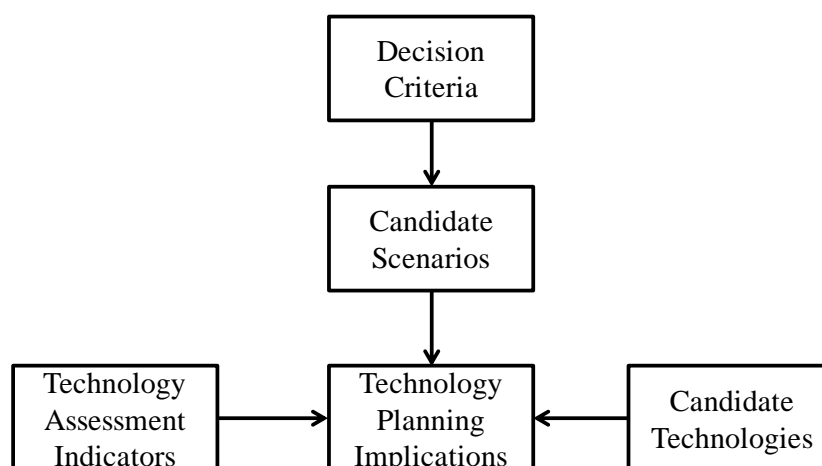 Decision
Criteria
Candidate
Scenarios
Technology
Assessment
Indicators
Technology
Planning
Implications
Candidate
Technologies